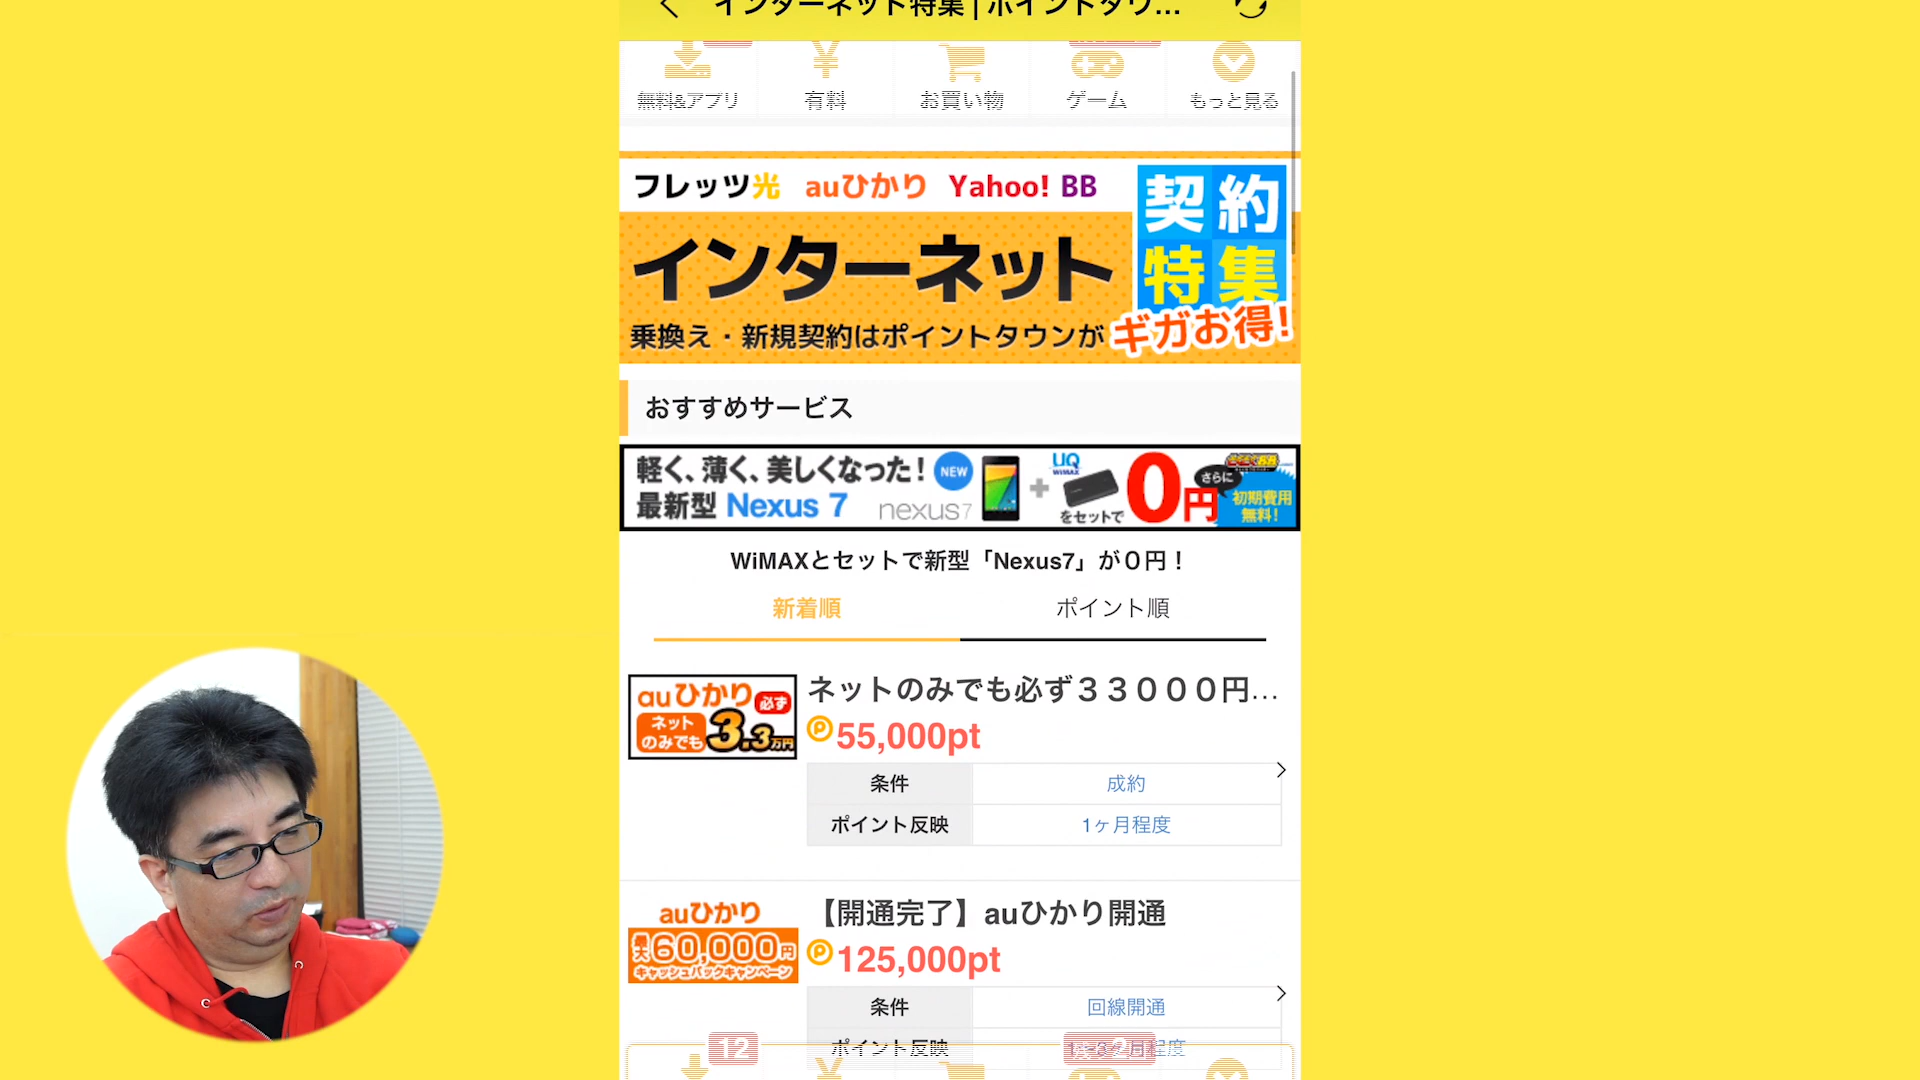 インターネット特集 | ポイントタウ...
無料&アプリ
有料
お買い物
ゲーム
もっと見る
フレッツ光 auひかり Yahoo! BB
契約
特集
インターネット
乗換え・新規契約はポイントタウンが ギガお得!
おすすめサービス
軽く、薄く、美しくなった! NEW
最新型 Nexus 7 nexus7
+
UQ
WiMAX
をセットで
0円
さらに
初期費用
無料!
WiMAXとセットで新型「Nexus7」が０円！
新着順
ポイント順
auひかり 必ず
ネット
のみでも
3.3万円
ネットのみでも必ず３３０００円…
P 55,000pt
条件 成約
ポイント反映 1ヶ月程度
auひかり
最大60,000円
キャッシュバックキャンペーン
【開通完了】auひかり開通
P 125,000pt
条件 回線開通
12
ポイント反映